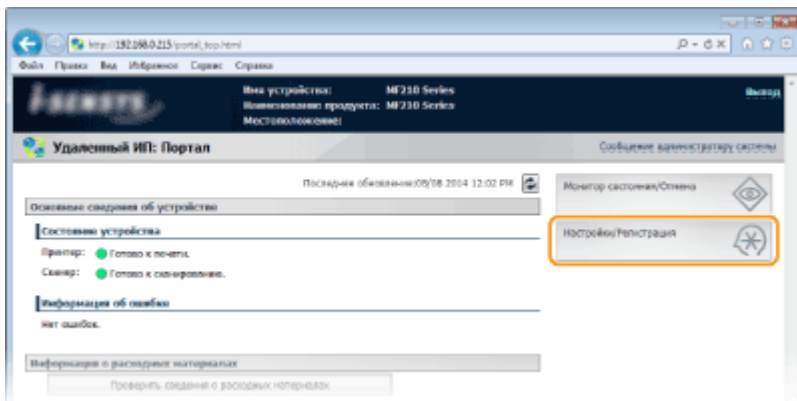 http://192.168.0.215/portal_top.html
Файл Правка Вид Избранное Сервис Справка
Имя устройства: MF210 Series
Наименование продукта: MF210 Series
Местоположение:
Выход
Удаленный ИП: Портал
Сообщение администратору системы
Последнее обновление:08/08 2014 12:02 PM
Основные сведения об устройстве
Состояние устройства
Принтер: Готово к печати.
Сканер: Готово к сканированию.
Информация об ошибке
Нет ошибок.
Информация о расходных материалах
Проверить сведения о расходных материалах
Монитор состояния/Отмена
Настройки/Регистрация